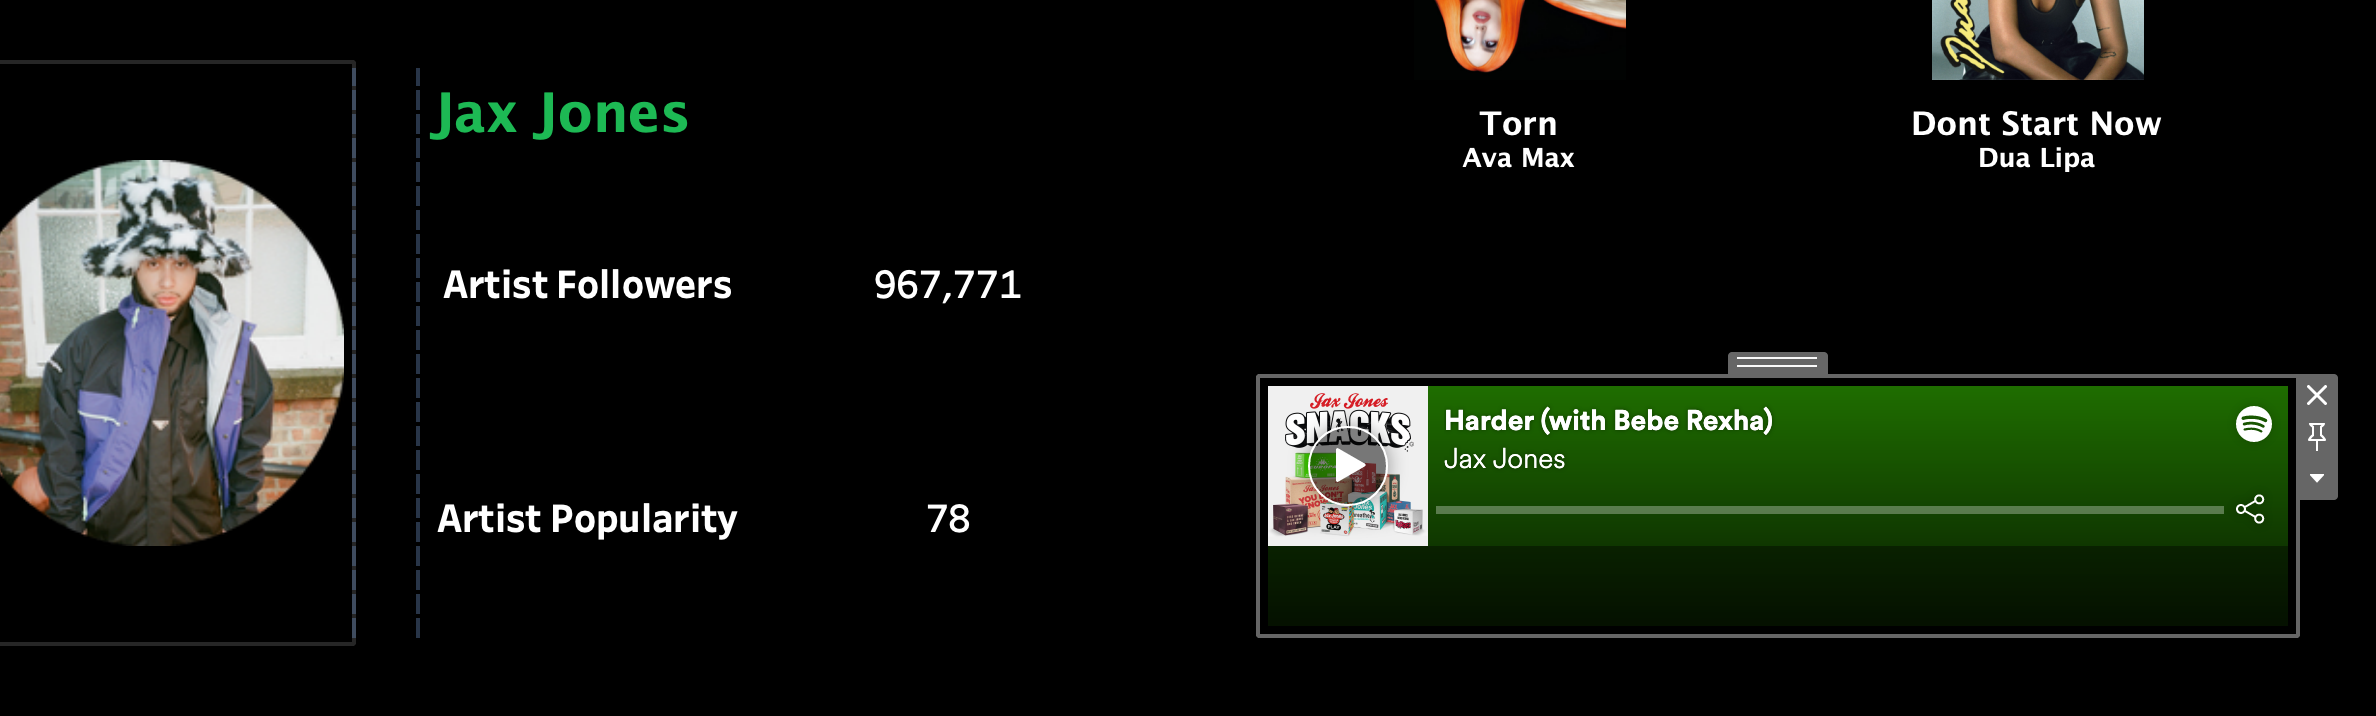 Jax Jones
Artist Followers 967,771
Artist Popularity 78
Torn
Ava Max
Dont Start Now
Dua Lipa
Jax Jones
SNACKS
Harder (with Bebe Rexha)
Jax Jones